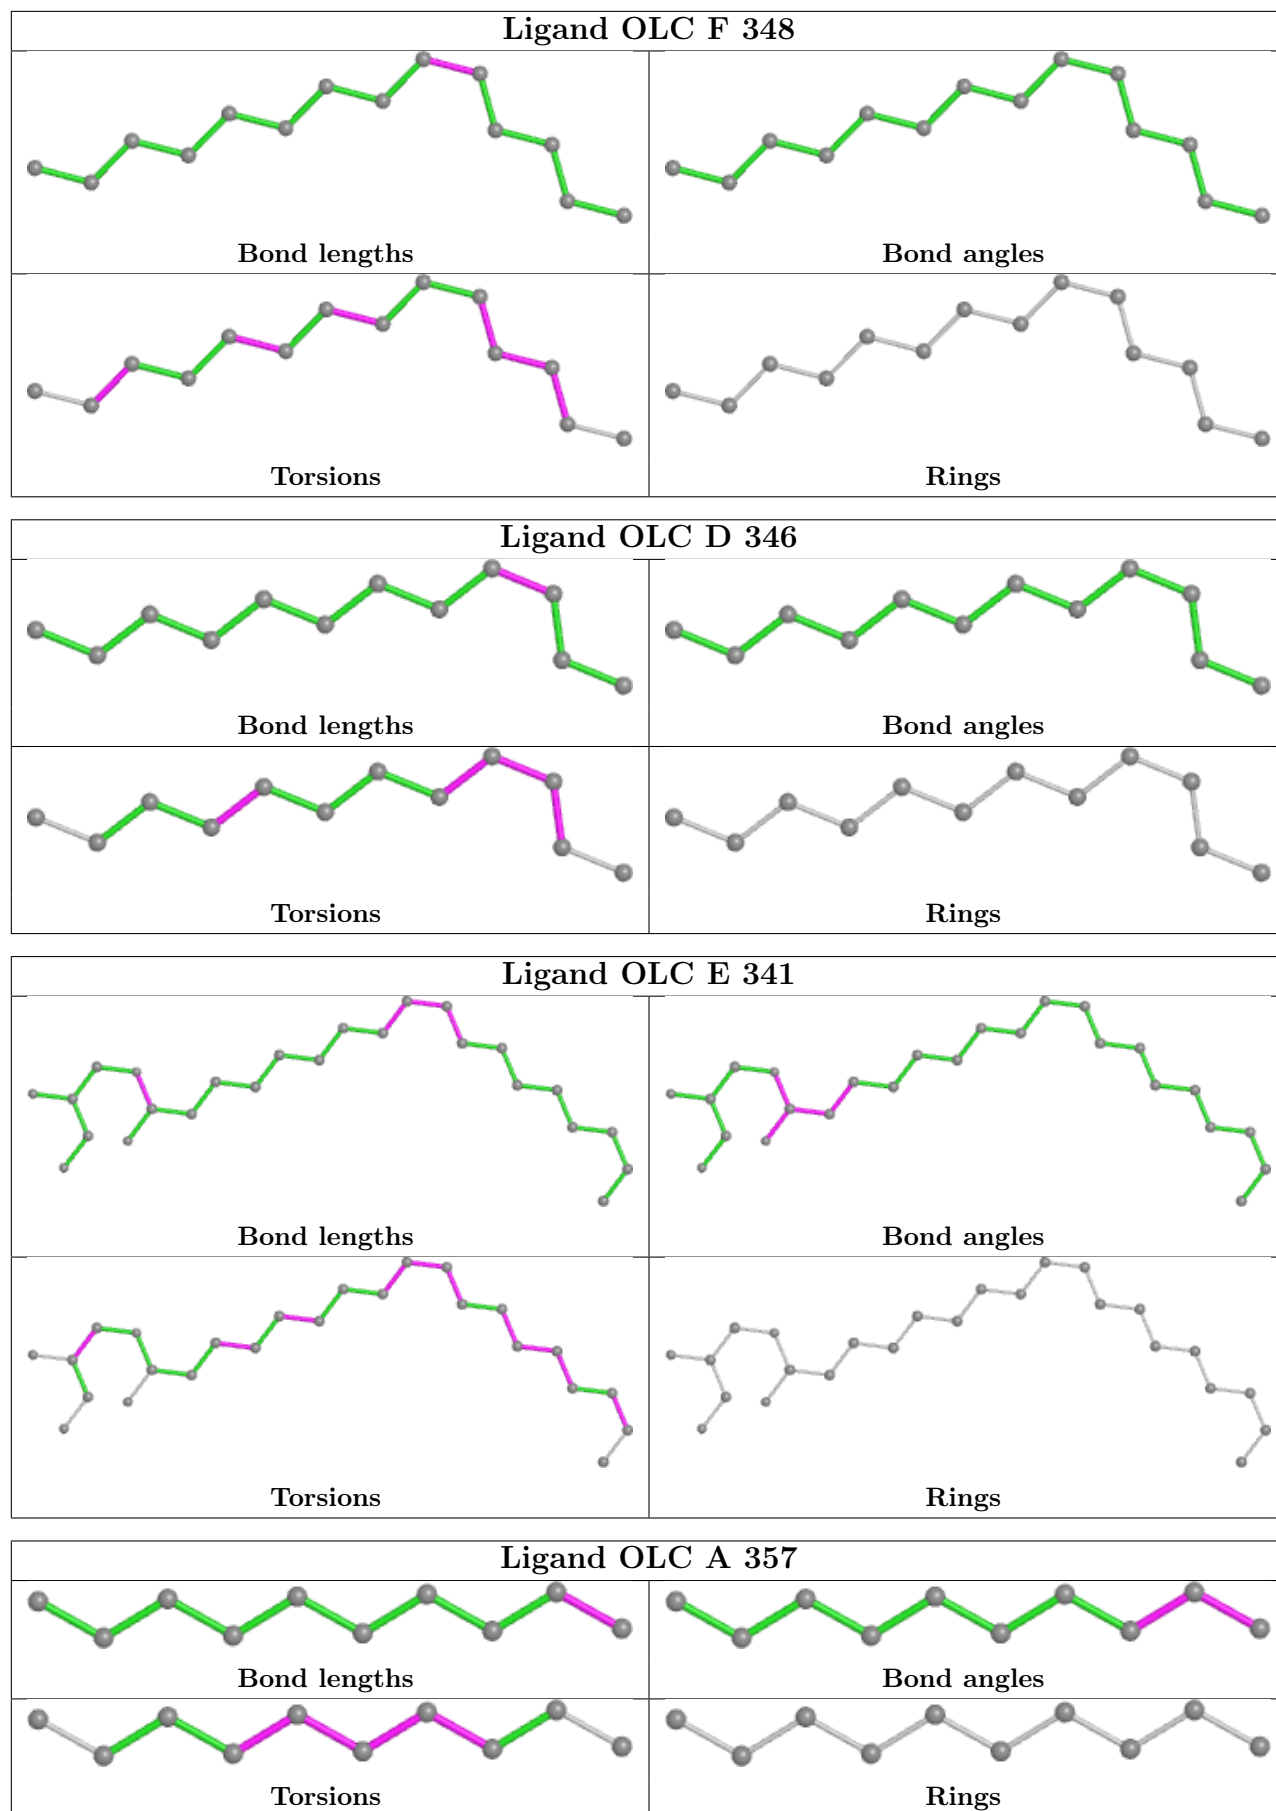 Ligand OLC F 348
Bond lengths
Bond angles
Torsions
Rings
Ligand OLC D 346
Bond lengths
Bond angles
Torsions
Rings
Ligand OLC E 341
Bond lengths
Bond angles
Torsions
Rings
Ligand OLC A 357
Bond lengths
Bond angles
Torsions
Rings